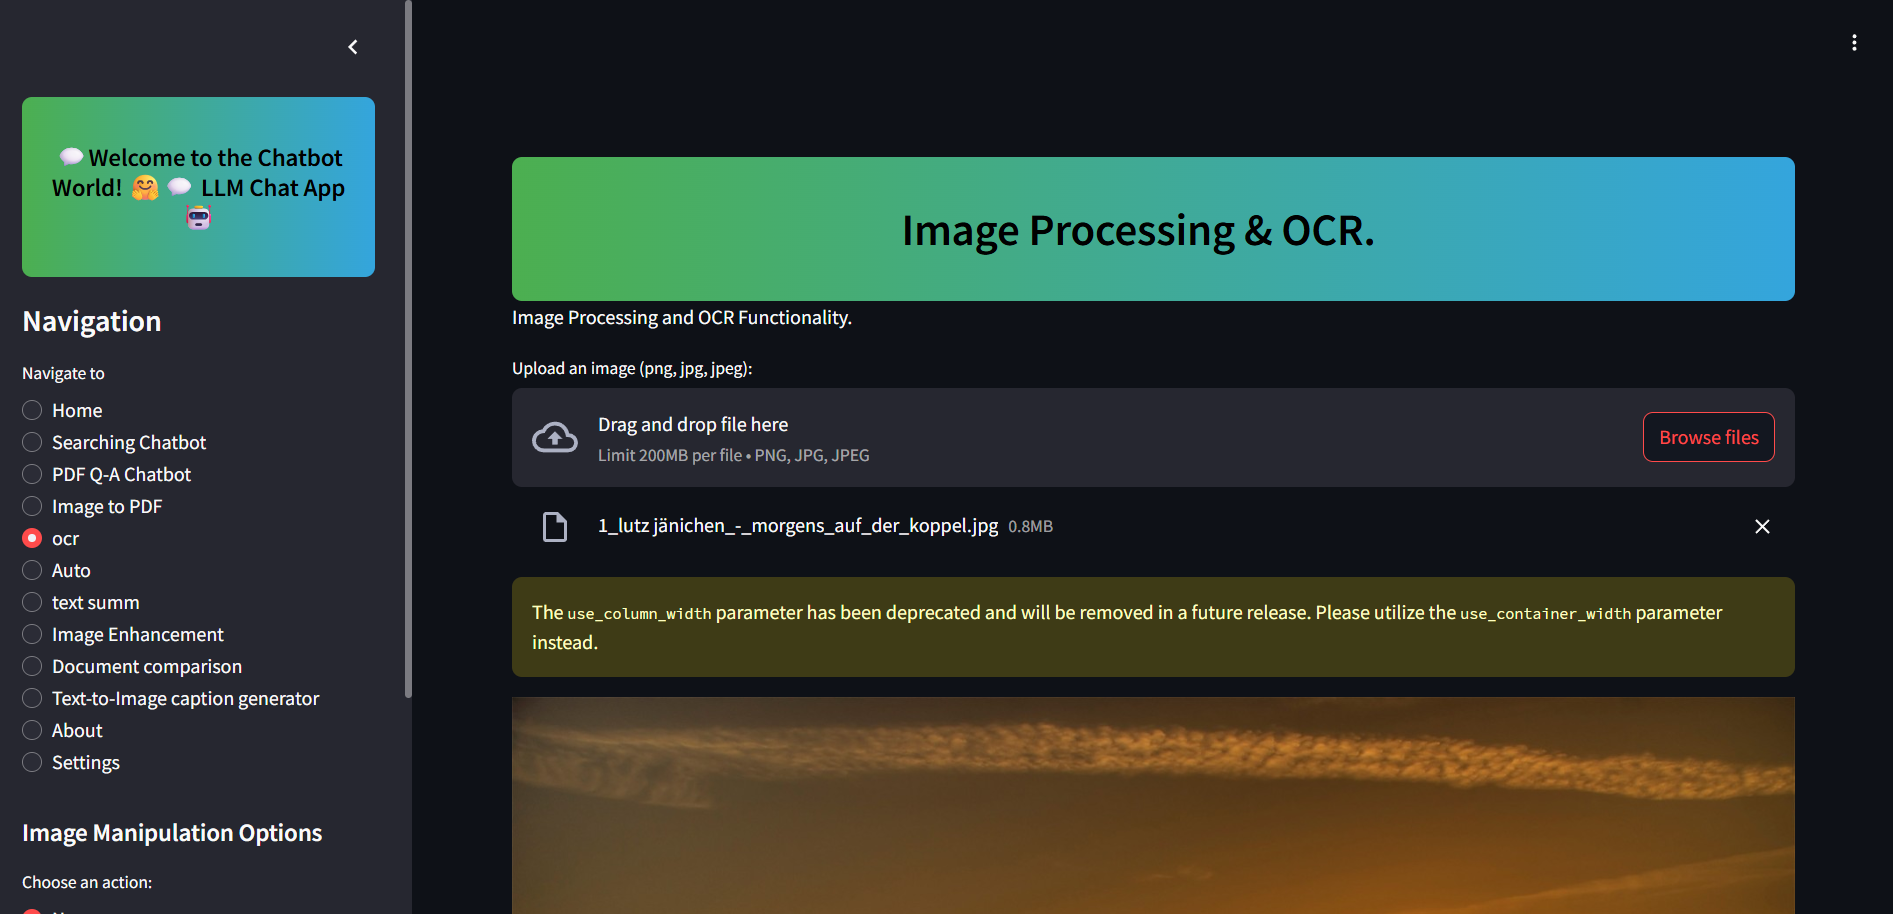 💬 Welcome to the Chatbot
World! 🤗 💬 LLM Chat App
🤖
Navigation
Navigate to
Home
Searching Chatbot
PDF Q-A Chatbot
Image to PDF
ocr
Auto
text summ
Image Enhancement
Document comparison
Text-to-Image caption generator
About
Settings
Image Manipulation Options
Choose an action:
Image Processing & OCR.
Image Processing and OCR Functionality.
Upload an image (png, jpg, jpeg):
Drag and drop file here
Limit 200MB per file • PNG, JPG, JPEG
Browse files
1_lutz jänichen_-_morgens_auf_der_koppel.jpg 0.8MB
The use_column_width parameter has been deprecated and will be removed in a future release. Please utilize the use_container_width parameter
instead.